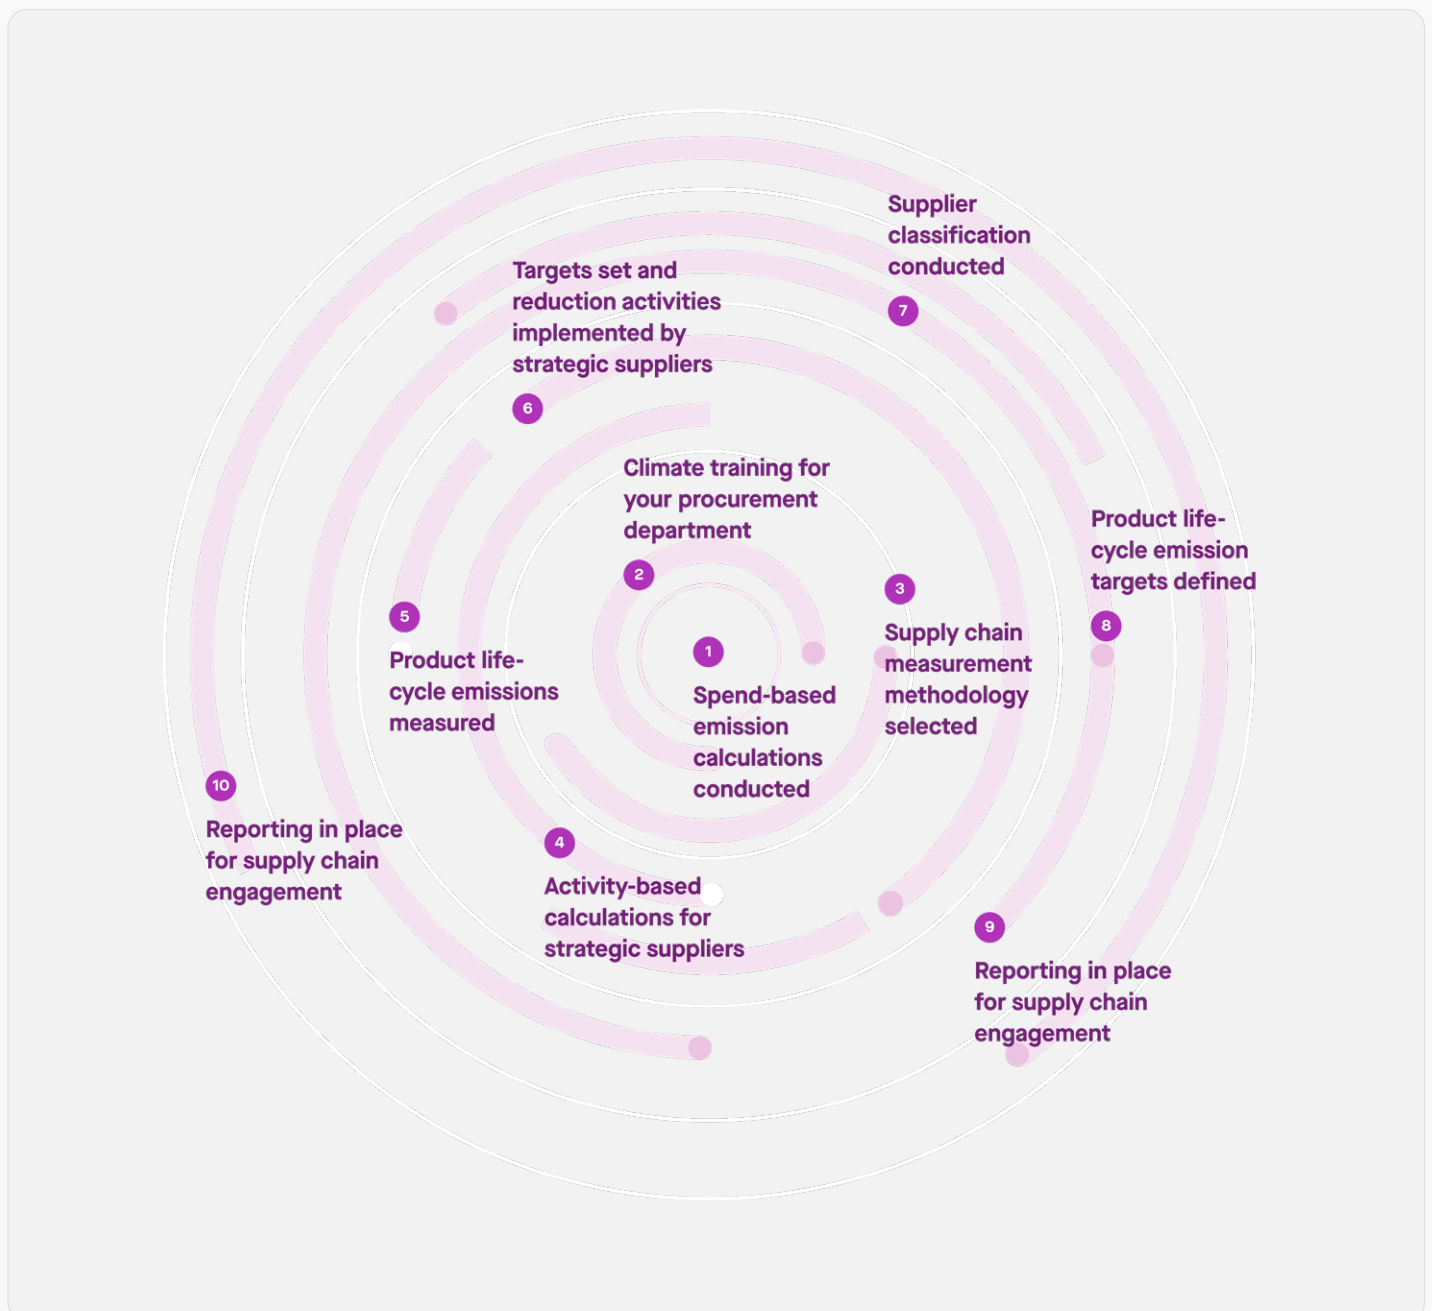 1
Spend-based
emission
calculations
conducted
2
Climate training for
your procurement
department
3
Supply chain
measurement
methodology
selected
4
Activity-based
calculations for
strategic suppliers
5
Product life-
cycle emissions
measured
6
Targets set and
reduction activities
implemented by
strategic suppliers
7
Supplier
classification
conducted
8
Product life-
cycle emission
targets defined
9
Reporting in place
for supply chain
engagement
10
Reporting in place
for supply chain
engagement